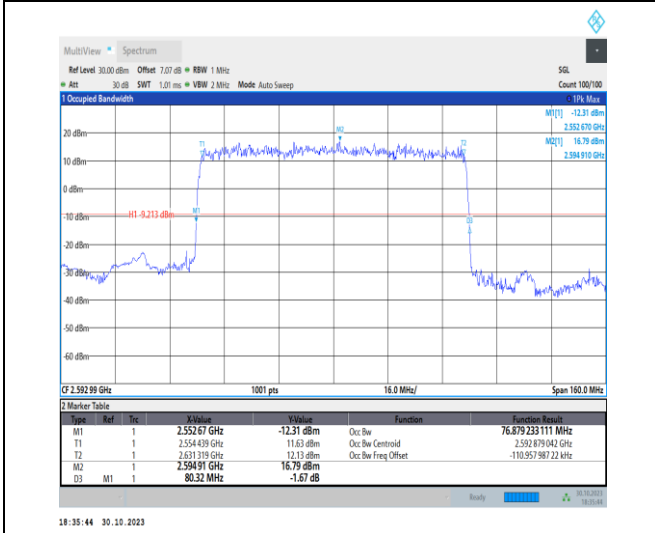 MultiView Spectrum
Ref Level 30.00 dBm Offset 7.07 dB RBW 1 MHz SGL
Att 30 dB SWT 1.01 ms VBW 2 MHz Mode Auto Sweep Count 100/100
1 Occupied Bandwidth 1Pk Max
M1[1] -12.31 dBm
2.552 670 GHz
M2[1] 16.79 dBm
2.594 910 GHz
20 dBm
M2
T1
T2
10 dBm
0 dBm
-10 dBm
H1 -9.213 dBm
M1
D3
-20 dBm
-30 dBm
-40 dBm
-50 dBm
-60 dBm
CF 2.592 99 GHz 1001 pts 16.0 MHz/ Span 160.0 MHz
2 Marker Table
Type Ref Trc X-Value Y-Value Function Function Result
M1 1 2.552 67 GHz -12.31 dBm Occ Bw 76.879 233 111 MHz
T1 1 2.554 439 GHz 11.63 dBm Occ Bw Centroid 2.592 879 042 GHz
T2 1 2.631 319 GHz 12.13 dBm Occ Bw Freq Offset -110.957 987 22 kHz
M2 1 2.594 91 GHz 16.79 dBm
D3 M1 1 80.32 MHz -1.67 dB
Ready 30.10.2023
18:35:44
18:35:44 30.10.2023